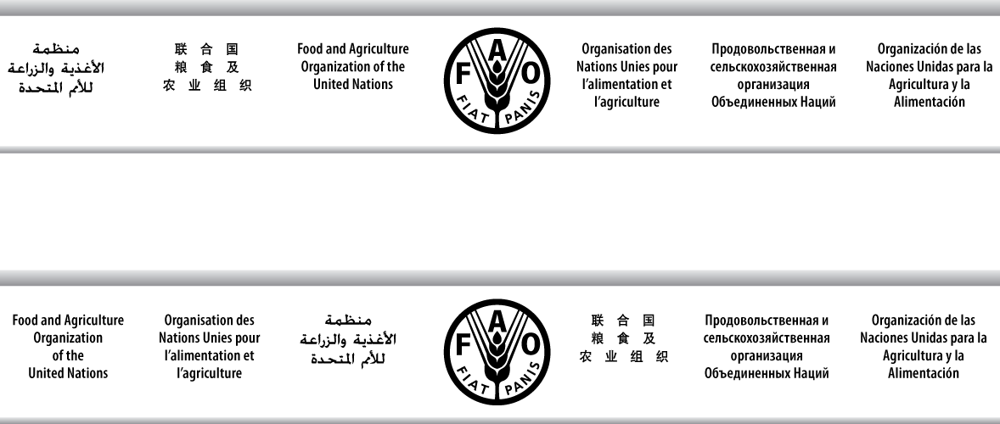 منظمة
الأغذية والزراعة
للأمم المتحدة
联合国
粮食及
农业组织
Food and Agriculture
Organization of the
United Nations
F A O
FIAT PANIS
Organisation des
Nations Unies pour
l'alimentation et
l'agriculture
Продовольственная и
cельскохозяйственная
организация
Объединенных Наций
Organización de las
Naciones Unidas para la
Agricultura y la
Alimentación
Food and Agriculture
Organization
of the
United Nations
Organisation des
Nations Unies pour
l'alimentation et
l'agriculture
منظمة
الأغذية والزراعة
للأمم المتحدة
F A O
FIAT PANIS
联合国
粮食及
农业组织
Продовольственная и
cельскохозяйственная
организация
Объединенных Наций
Organización de las
Naciones Unidas para la
Agricultura y la
Alimentación